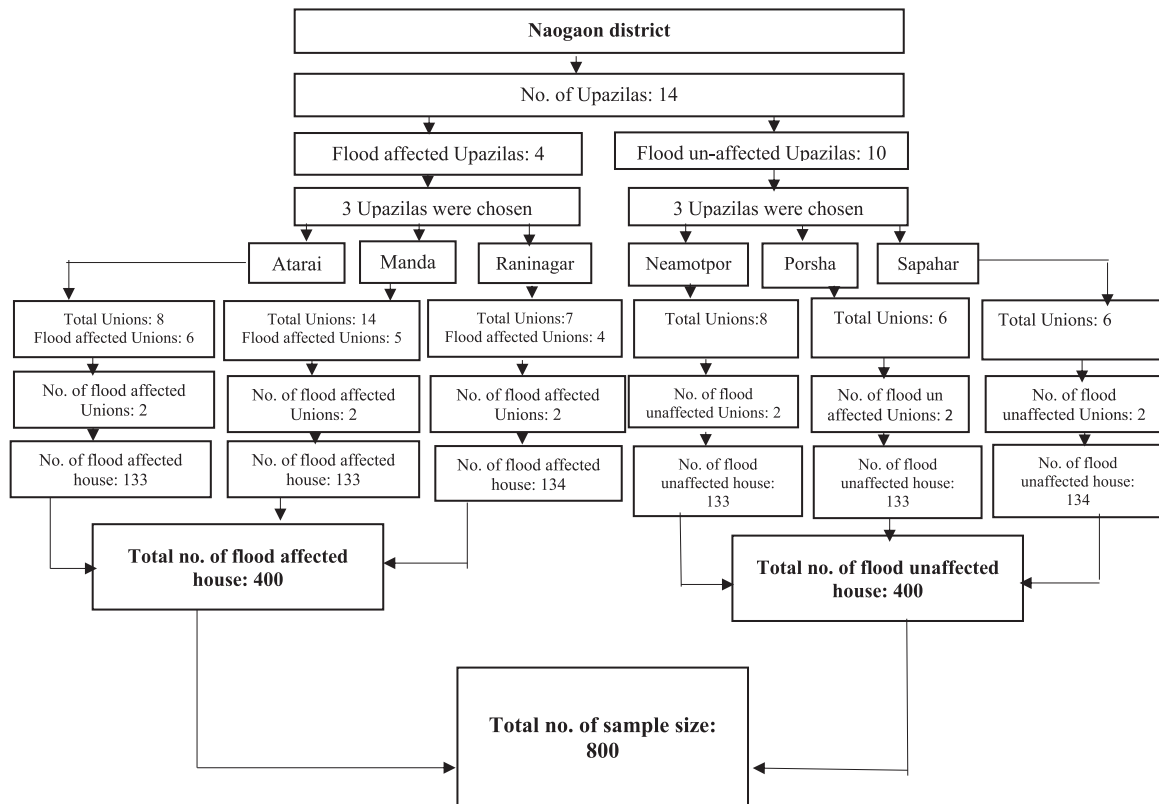 Naogaon district
No. of Upazilas: 14
Flood affected Upazilas: 4
Flood un-affected Upazilas: 10
3 Upazilas were chosen
3 Upazilas were chosen
Atarai
Manda
Raninagar
Neamotpor
Porsha
Sapahar
Total Unions: 8
Flood affected Unions: 6
Total Unions: 14
Flood affected Unions: 5
Total Unions:7
Flood affected Unions: 4
Total Unions:8
Total Unions: 6
Total Unions: 6
No. of flood affected
Unions: 2
No. of flood affected
Unions: 2
No. of flood affected
Unions: 2
No. of flood
unaffected Unions: 2
No. of flood un
affected Unions: 2
No. of flood
unaffected Unions: 2
No. of flood affected
house: 133
No. of flood affected
house: 133
No. of flood affected
house: 134
No. of flood
unaffected house:
133
No. of flood
unaffected house:
133
No. of flood
unaffected house:
134
Total no. of flood affected
house: 400
Total no. of flood unaffected
house: 400
Total no. of sample size:
800